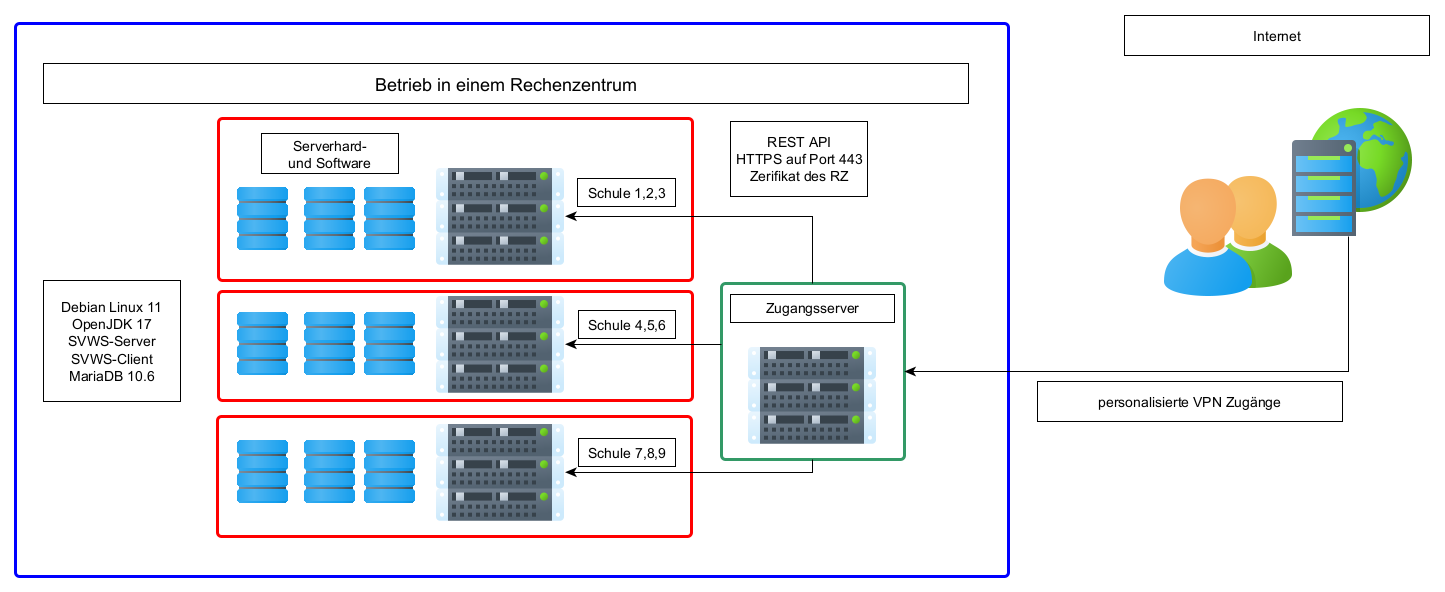 Internet
Betrieb in einem Rechenzentrum
Serverhard-
und Software
REST API
HTTPS auf Port 443
Zerifikat des RZ
Schule 1,2,3
Debian Linux 11
OpenJDK 17
SVWS-Server
SVWS-Client
MariaDB 10.6
Schule 4,5,6
Zugangsserver
personalisierte VPN Zugänge
Schule 7,8,9